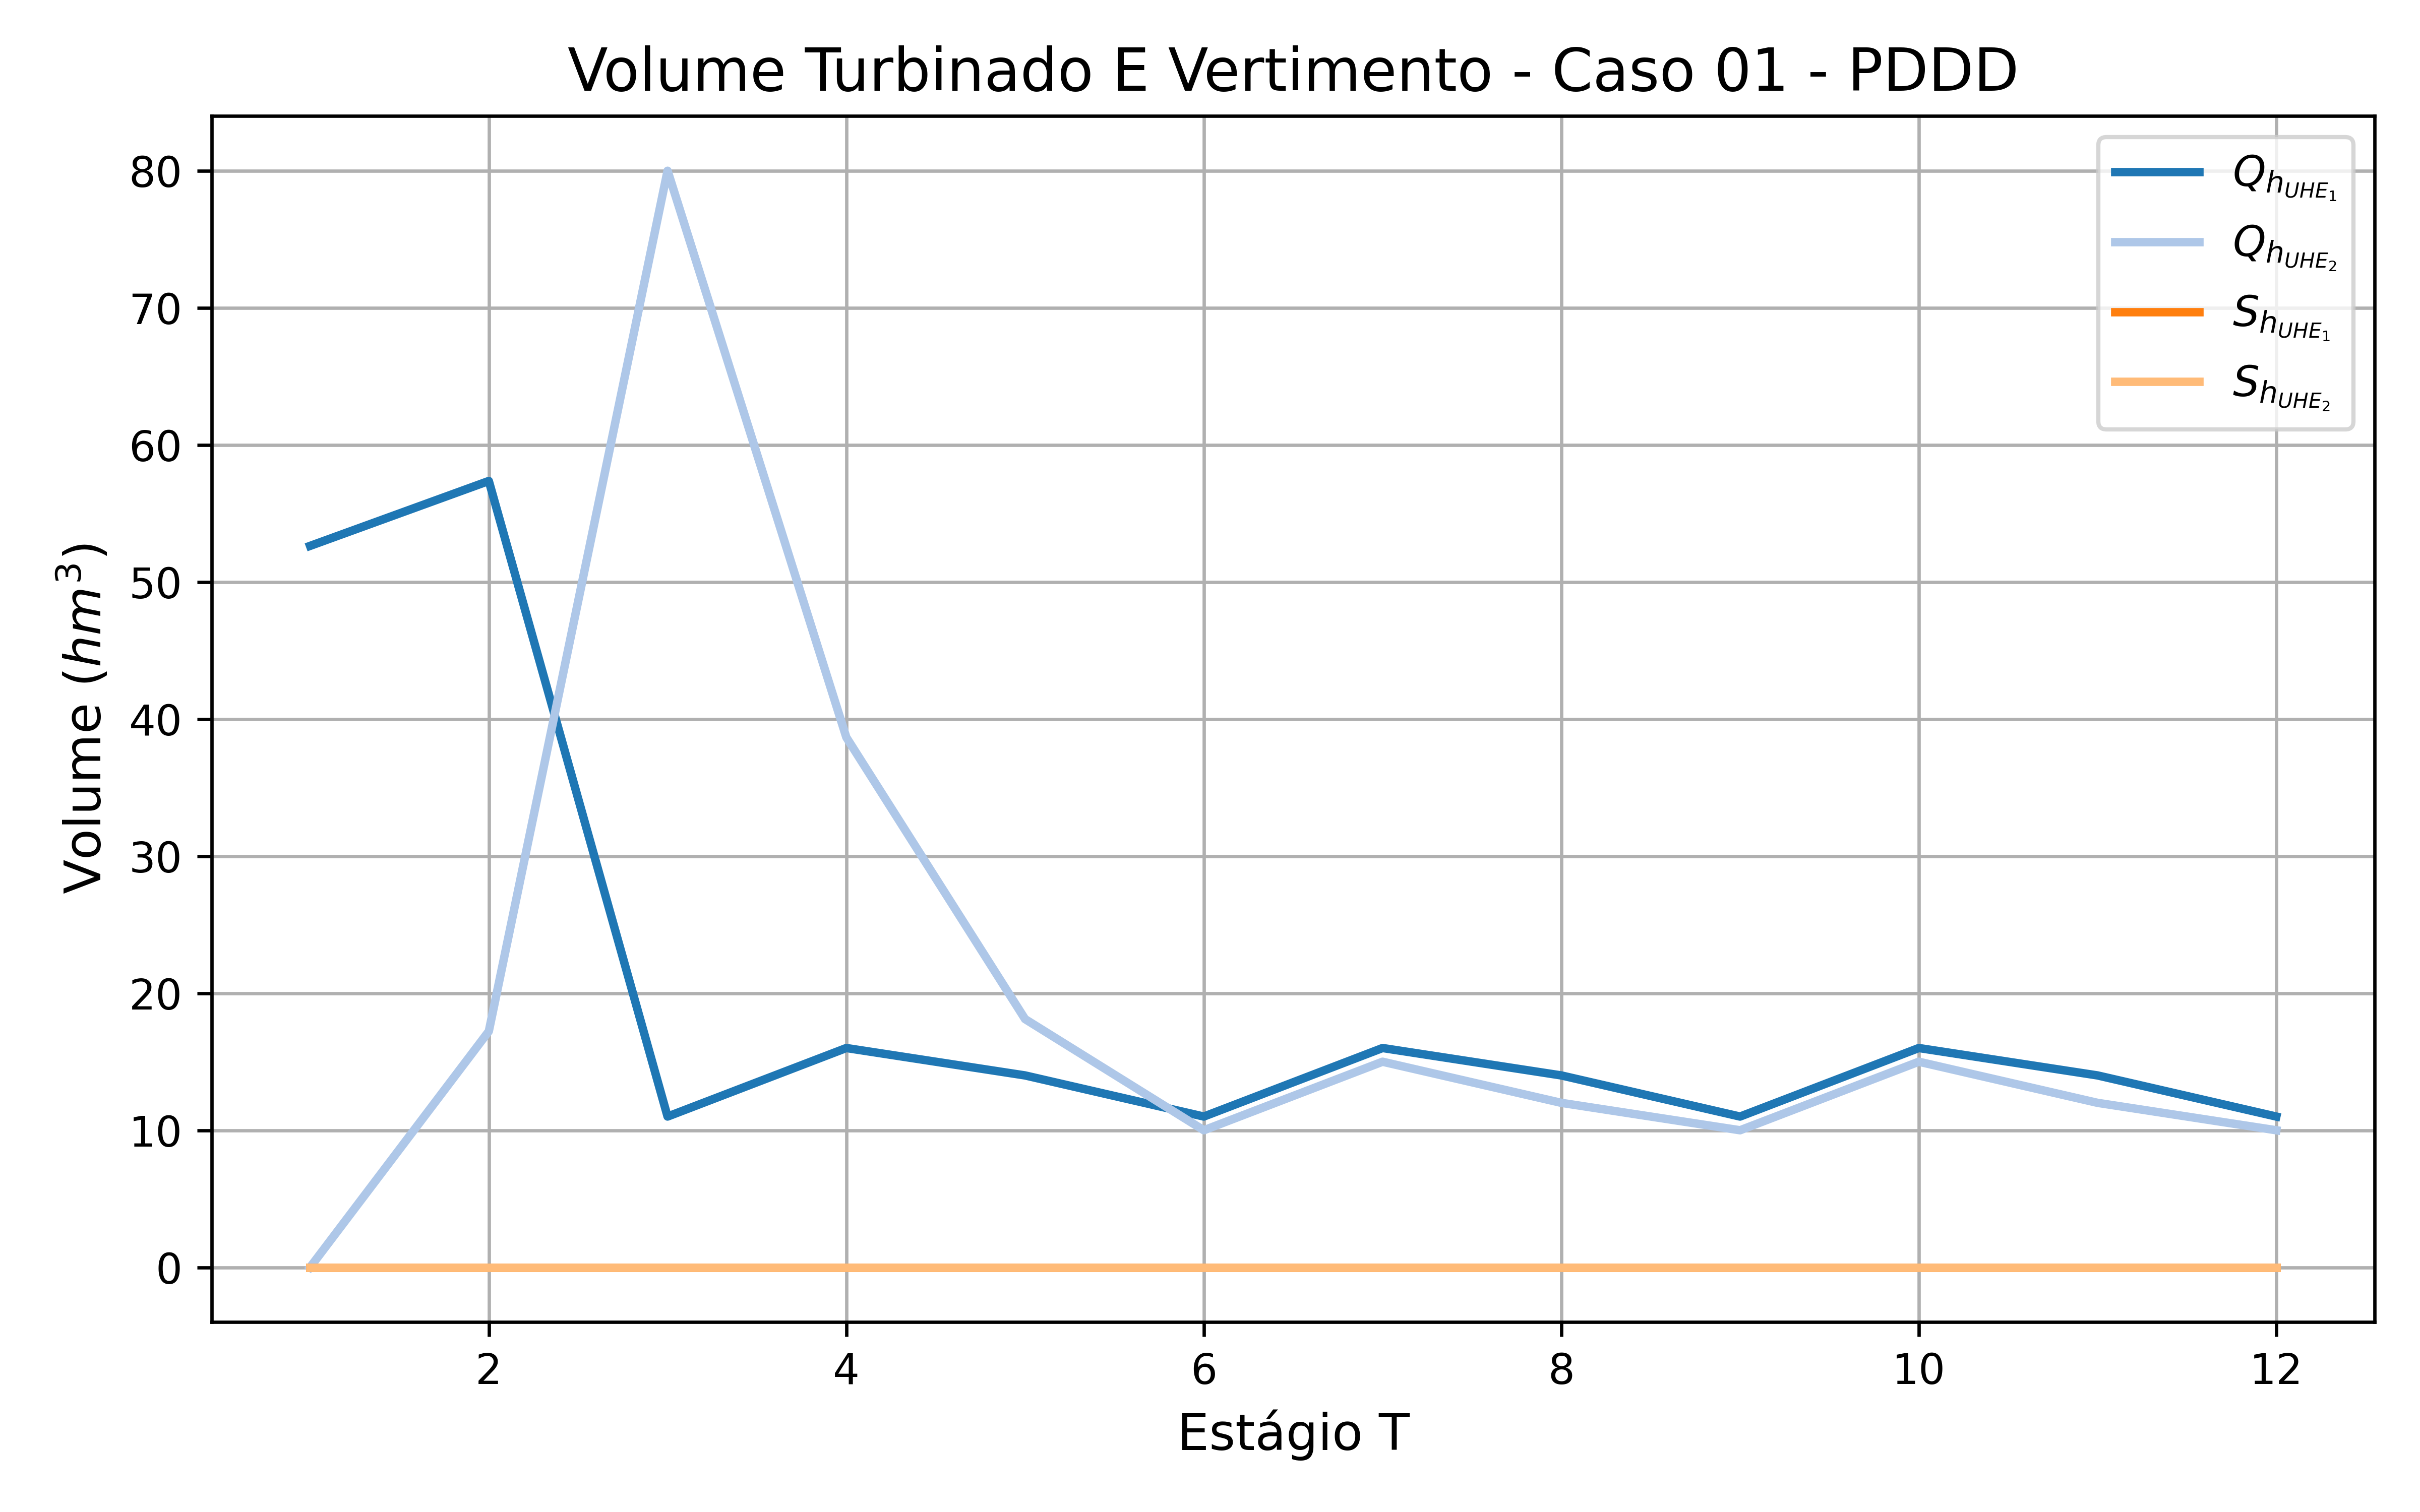 Volume Turbinado E Vertimento - Caso 01 - PDDD
Volume (hm³)
80
70
60
50
40
30
20
10
0
2 4 6 8 10 12
Estágio T
Q_{h_{UHE_1}}
Q_{h_{UHE_2}}
S_{h_{UHE_1}}
S_{h_{UHE_2}}